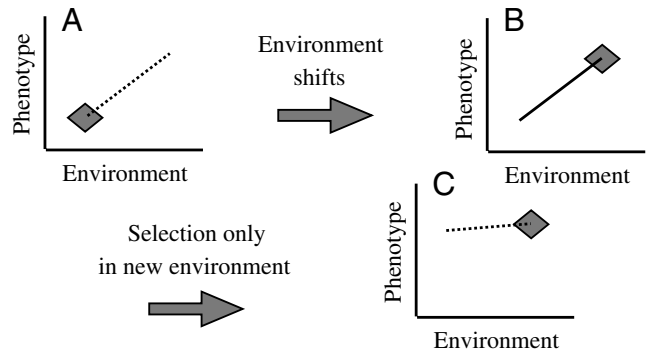 A
Phenotype
Environment
Environment
shifts
B
Phenotype
Environment
Selection only
in new environment
C
Phenotype
Environment